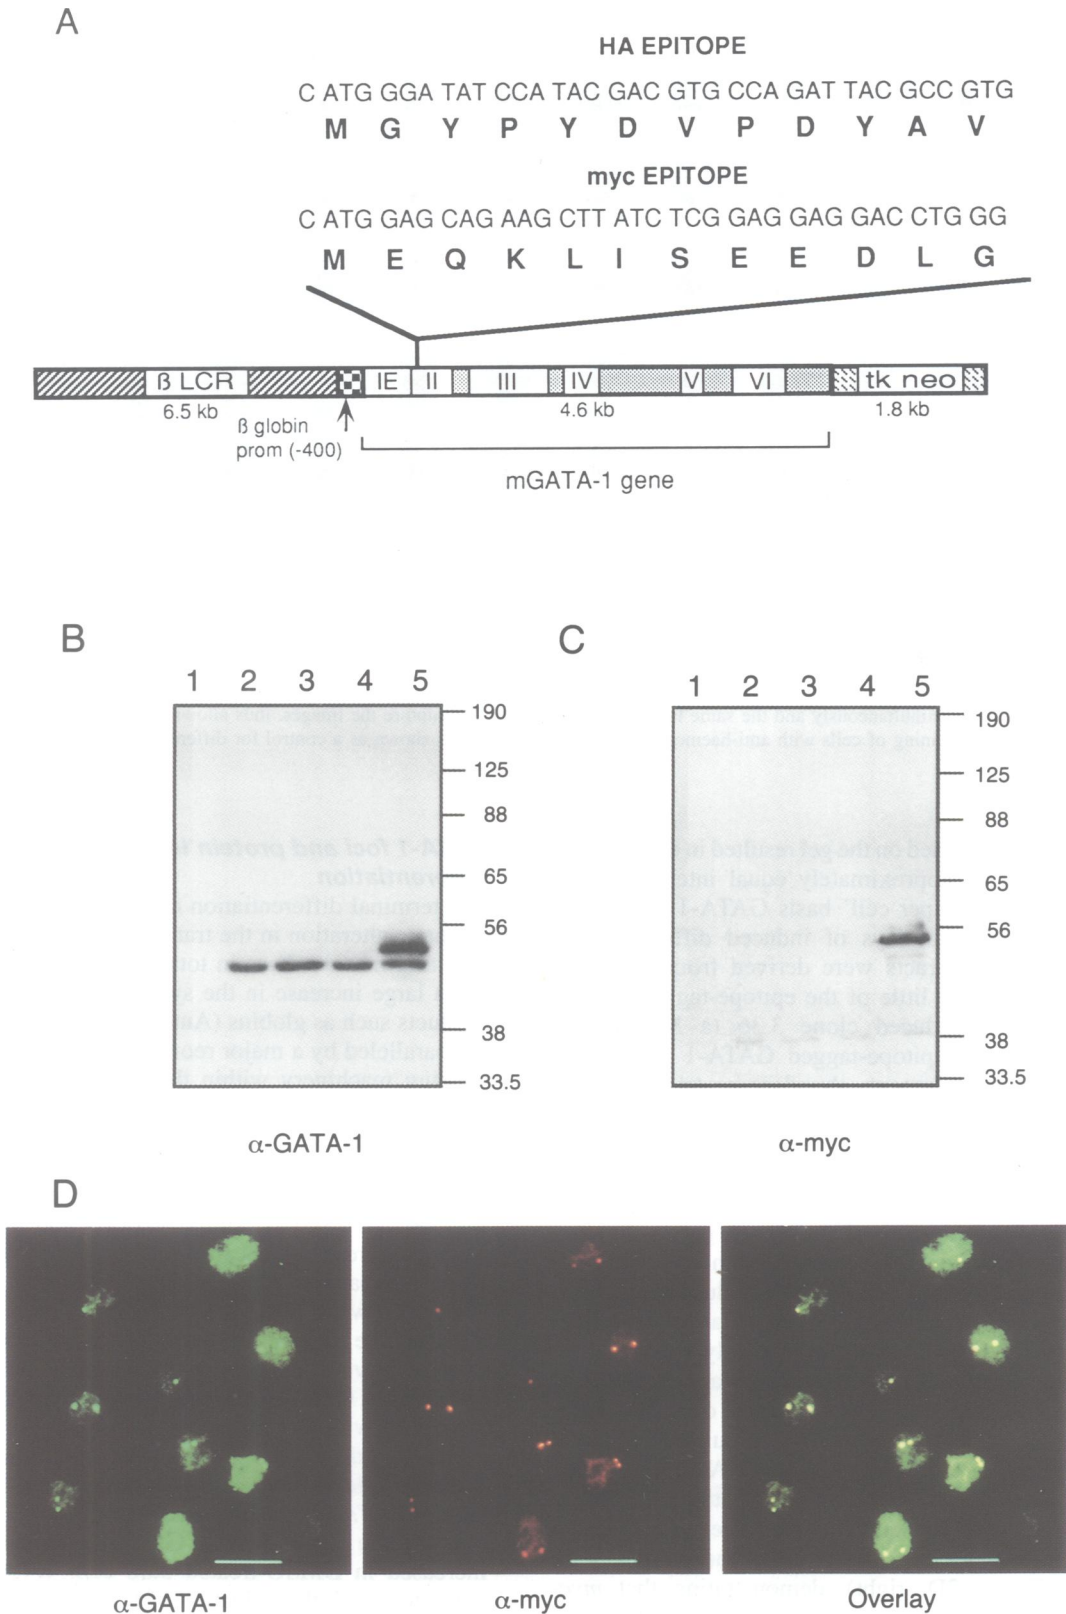 A
HA EPITOPE
C ATG GGA TAT CCA TAC GAC GTG CCA GAT TAC GCC GTG
M G Y P Y D V P D Y A V
myc EPITOPE
C ATG GAG CAG AAG CTT ATC TCG GAG GAG GAC CTG GG
M E Q K L I S E E D L G
ß LCR IE II III IV V VI tk neo
6.5 kb 4.6 kb 1.8 kb
ß globin
prom (-400)
mGATA-1 gene
B
1 2 3 4 5
190
125
88
65
56
38
33.5
α-GATA-1
C
1 2 3 4 5
190
125
88
65
56
38
33.5
α-myc
D
α-GATA-1 α-myc Overlay